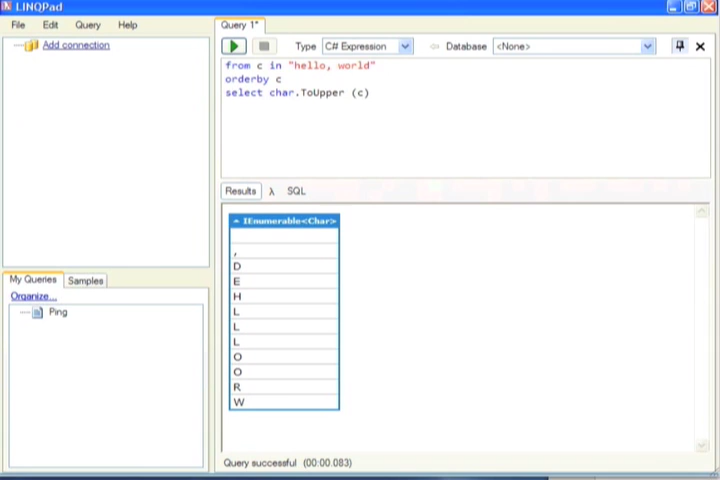 LINQPad
File Edit Query Help
Add connection
My Queries Samples
Organize...
Ping
Query 1*
Type C# Expression Database <None>
from c in "hello, world"
orderby c
select char.ToUpper (c)
Results λ SQL
IEnumerable<Char>
,
D
E
H
L
L
L
O
O
R
W
Query successful (00:00.083)